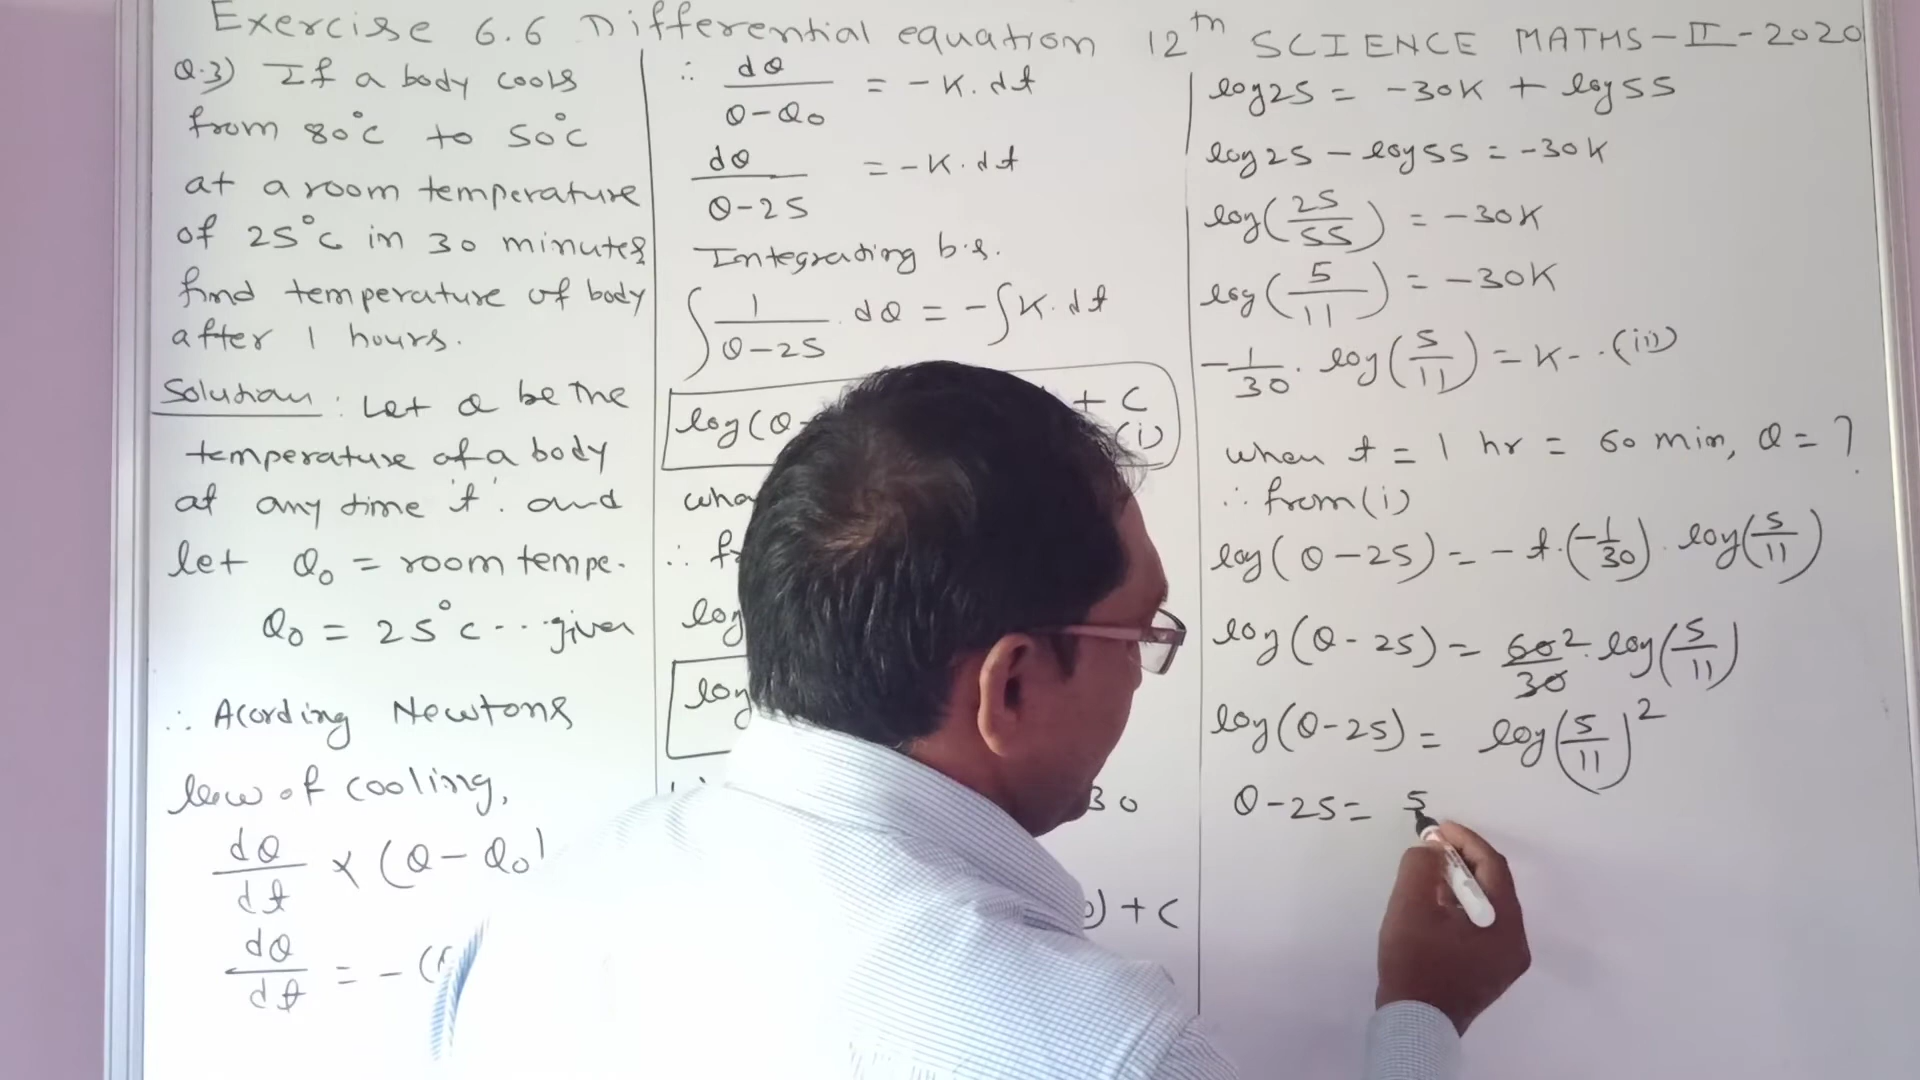 Exercise 6.6 Differential equation 12th SCIENCE MATHS-II-2020
Q.3) If a body cools
from 80°c to 50°c
at a room temperature
of 25°c in 30 minutes
find temperature of body
after 1 hours.
Solution: Let θ be the
temperature of a body
at any time 't'. and
let θ₀ = room tempe.
θ₀ = 25°c...given
∴ Acording Newtons
law of cooling,
dθ/dt ∝ (θ-θ₀)
dθ/dt = -(
∴ dθ/(θ-θ₀) = -K.dt
dθ/(θ-25) = -K.dt
Integrating b.s.
∫ 1/(θ-25) . dθ = -∫K.dt
log(θ- + C
(i)
∴
log
log
30
) + C
log25 = -30K + log55
log25 - log55 = -30K
log(25/55) = -30K
log(5/11) = -30K
-1/30 . log(5/11) = K-..(iii)
when t = 1 hr = 60 min, θ = ?
∴ from(i)
log(θ-25) = -t.(-1/30).log(5/11)
log(θ-25) = 60²/30 . log(5/11)
log(θ-25) = log(5/11)²
θ-25 = 5